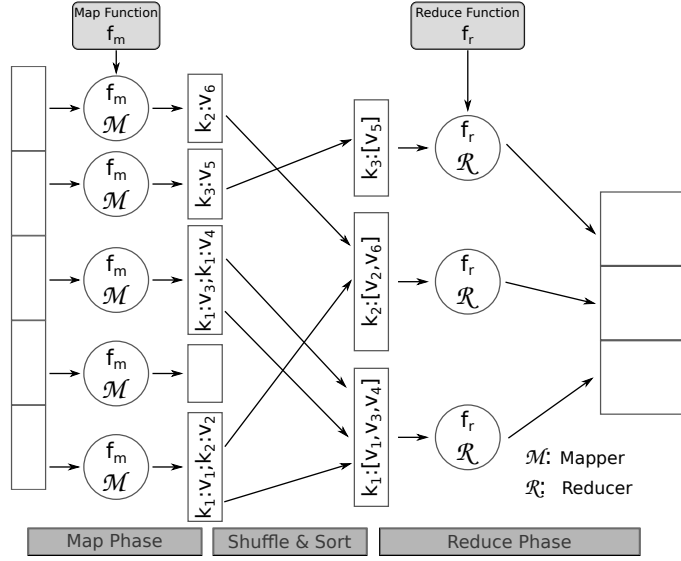 Map Function
fₘ
Reduce Function
fᵣ
fₘ
ℳ
k₂:v₆
fₘ
ℳ
k₃:v₅
fₘ
ℳ
k₁:v₃;k₁:v₄
fₘ
ℳ
fₘ
ℳ
k₁:v₁;k₂:v₂
k₃:[v₅]
fᵣ
ℛ
k₂:[v₂,v₆]
fᵣ
ℛ
k₁:[v₁,v₃,v₄]
fᵣ
ℛ
ℳ: Mapper
ℛ: Reducer
Map Phase
Shuffle & Sort
Reduce Phase